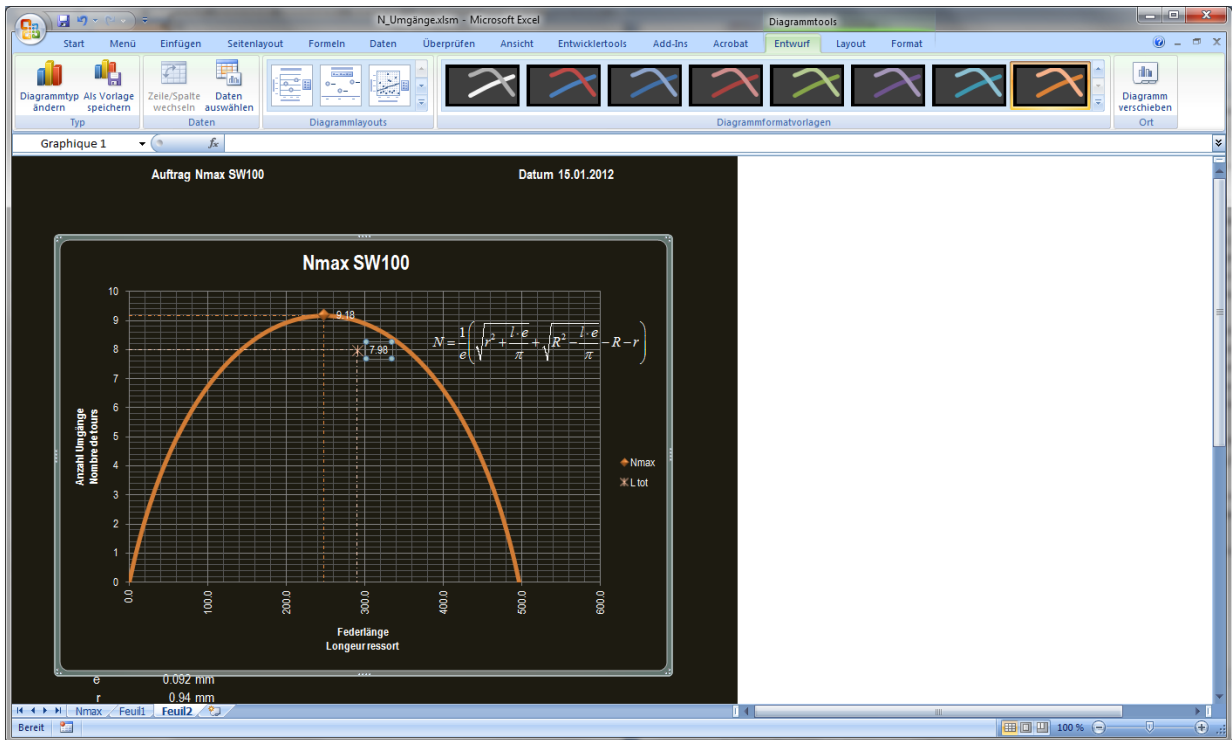 N_Umgänge.xlsm - Microsoft Excel
Diagrammtools
Start Menü Einfügen Seitenlayout Formeln Daten Überprüfen Ansicht Entwicklertools Add-Ins Acrobat Entwurf Layout Format
Diagrammtyp ändern
Als Vorlage speichern
Zeile/Spalte wechseln
Daten auswählen
Diagramm verschieben
Typ Daten Diagrammlayouts Diagrammformatvorlagen Ort
Graphique 1 fx
Auftrag Nmax SW100 Datum 15.01.2012
Nmax SW100
10
9
8
7
6
5
4
3
2
1
0
Anzahl Umgänge
Nombre de tours
9.18
7.98
N = 1/e ( √(r² + l·e/π) + √(R² − l·e/π) − R − r )
Nmax
L tot
0.0 100.0 200.0 300.0 400.0 500.0 600.0
Federlänge
Longeur ressort
e 0.092 mm
r 0.94 mm
Nmax Feuil1 Feuil2
Bereit 100 %